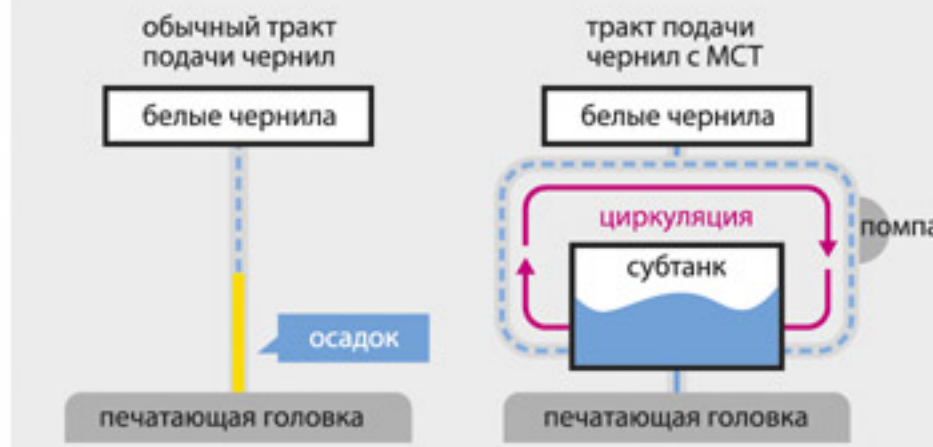 обычный тракт
подачи чернил
белые чернила
осадок
печатающая головка
тракт подачи
чернил с МСТ
белые чернила
циркуляция
помпа
субтанк
печатающая головка